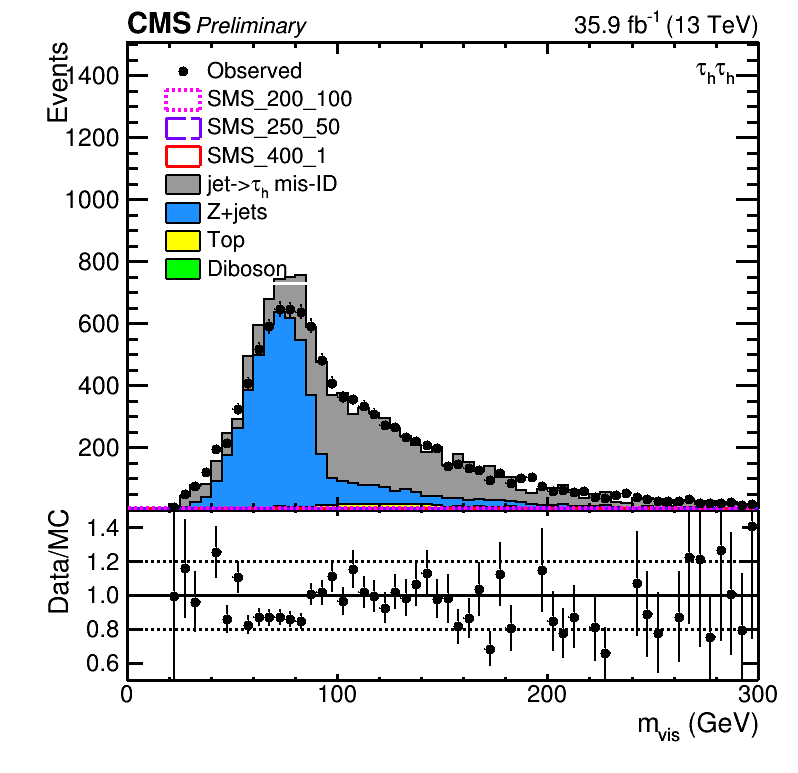 CMS Preliminary 35.9 fb⁻¹ (13 TeV)
Events
1400
1200
1000
800
600
400
200
τₕτₕ
Observed
SMS_200_100
SMS_250_50
SMS_400_1
jet->τₕ mis-ID
Z+jets
Top
Diboson
Data/MC
1.4
1.2
1.0
0.8
0.6
0 100 200 300
m_vis (GeV)